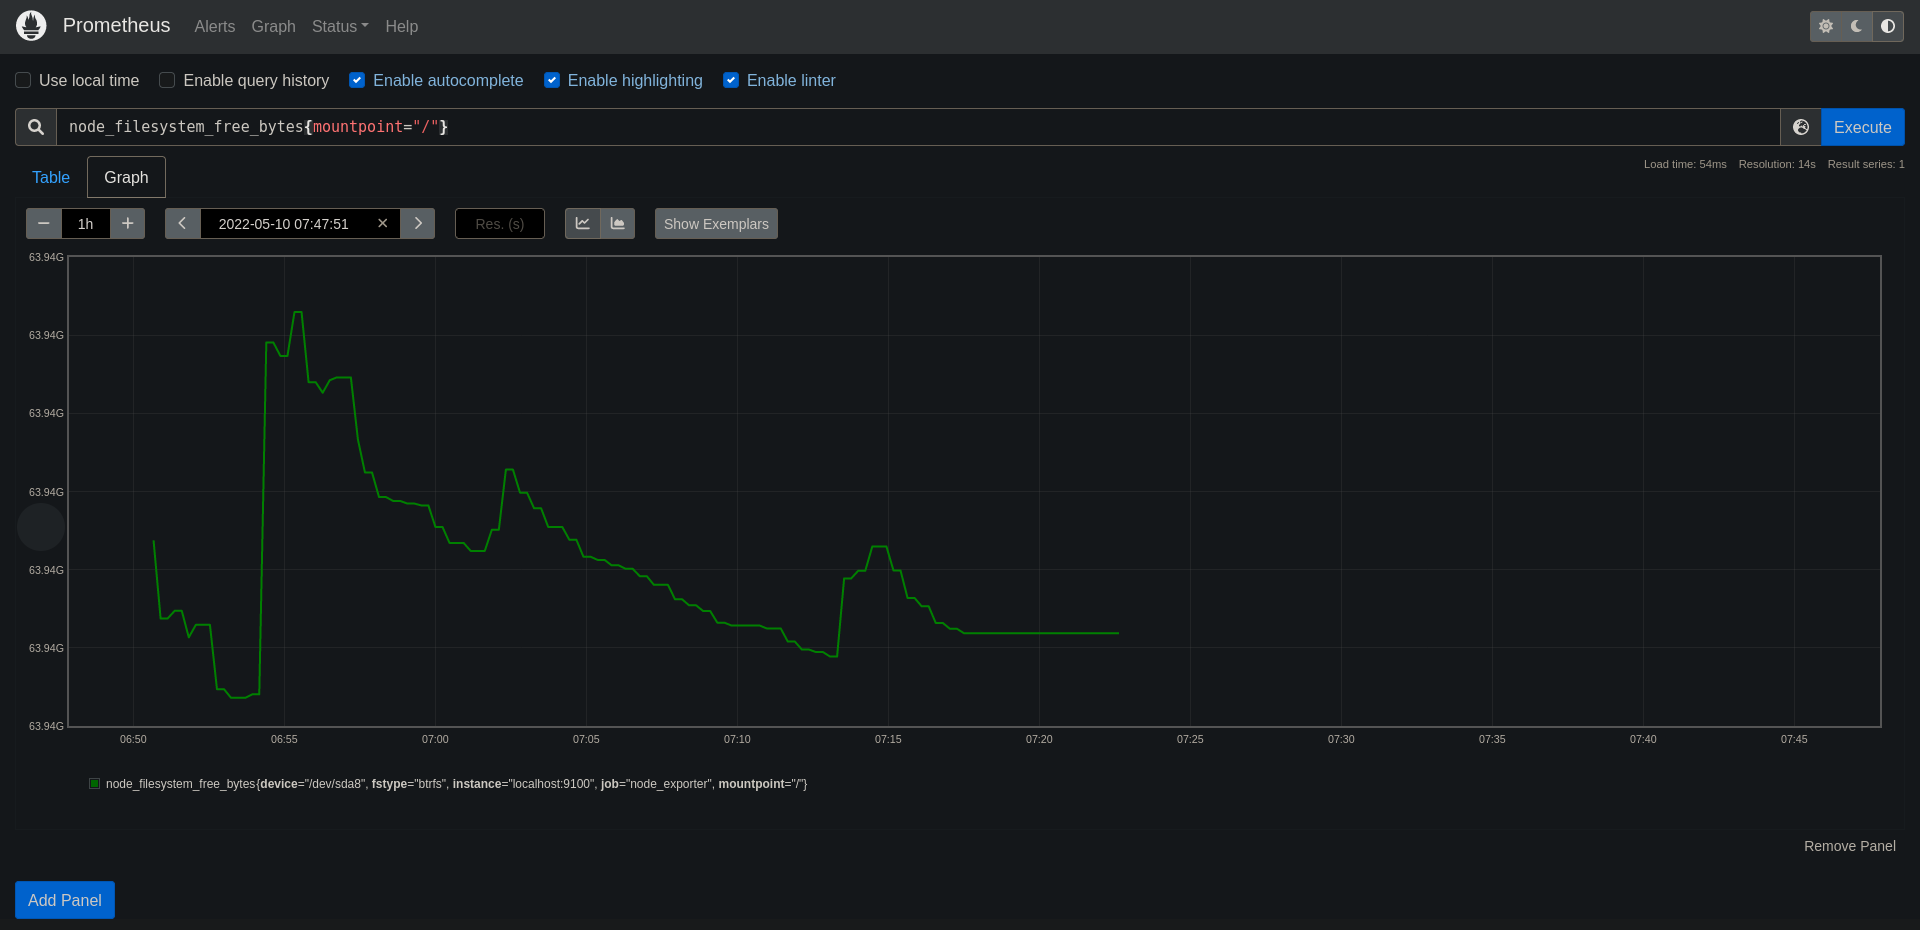 Prometheus Alerts Graph Status Help
Use local time Enable query history Enable autocomplete Enable highlighting Enable linter
node_filesystem_free_bytes{mountpoint="/"} Execute
Load time: 54ms Resolution: 14s Result series: 1
Table Graph
1h 2022-05-10 07:47:51 Res. (s) Show Exemplars
63.94G
63.94G
63.94G
63.94G
63.94G
63.94G
63.94G
06:50 06:55 07:00 07:05 07:10 07:15 07:20 07:25 07:30 07:35 07:40 07:45
node_filesystem_free_bytes{device="/dev/sda8", fstype="btrfs", instance="localhost:9100", job="node_exporter", mountpoint="/"}
Remove Panel
Add Panel